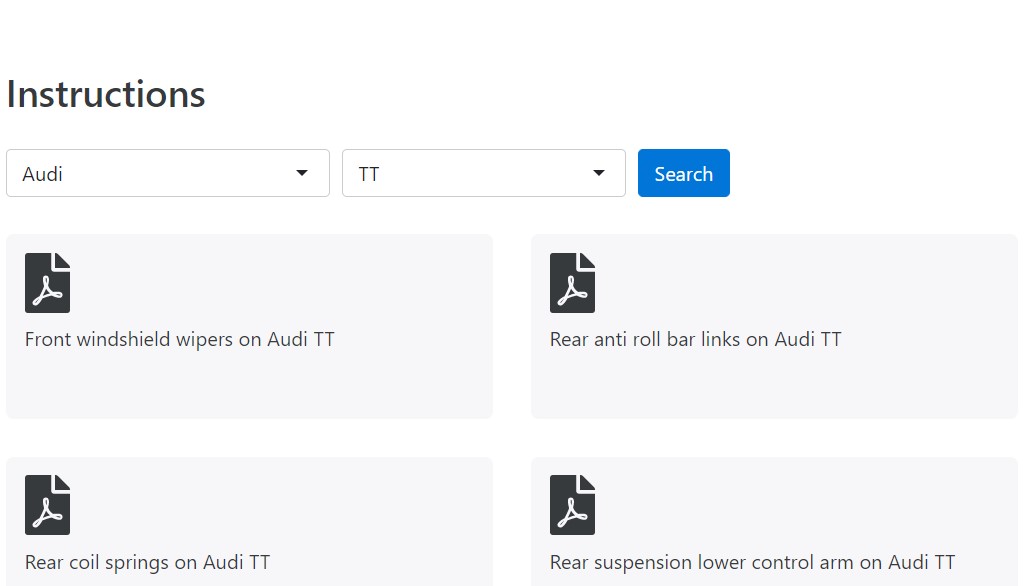 Instructions
Audi
TT
Search
Front windshield wipers on Audi TT
Rear anti roll bar links on Audi TT
Rear coil springs on Audi TT
Rear suspension lower control arm on Audi TT